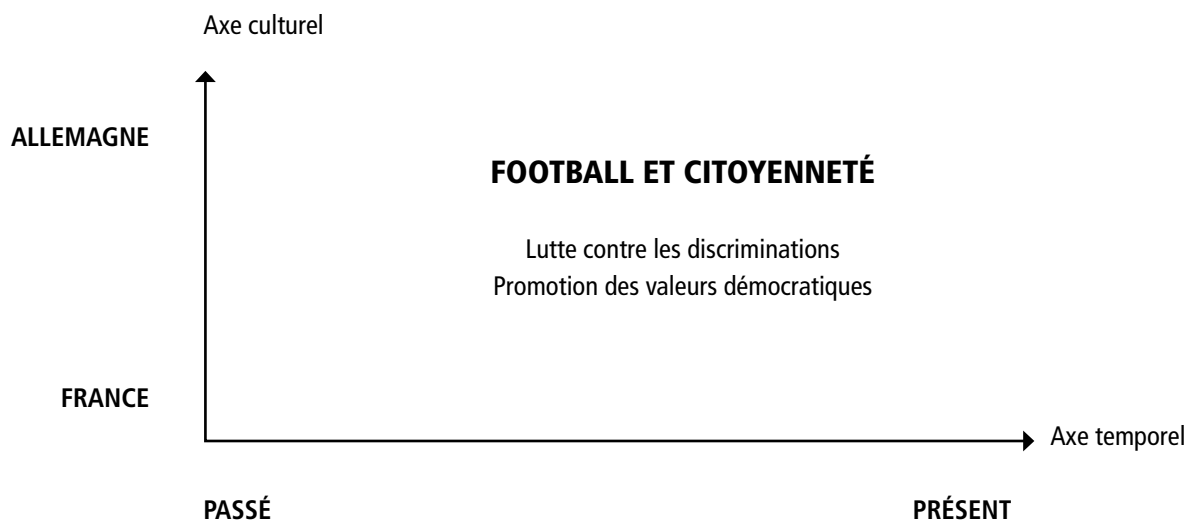 Axe culturel
ALLEMAGNE
FOOTBALL ET CITOYENNETÉ
Lutte contre les discriminations
Promotion des valeurs démocratiques
FRANCE
Axe temporel
PASSÉ
PRÉSENT